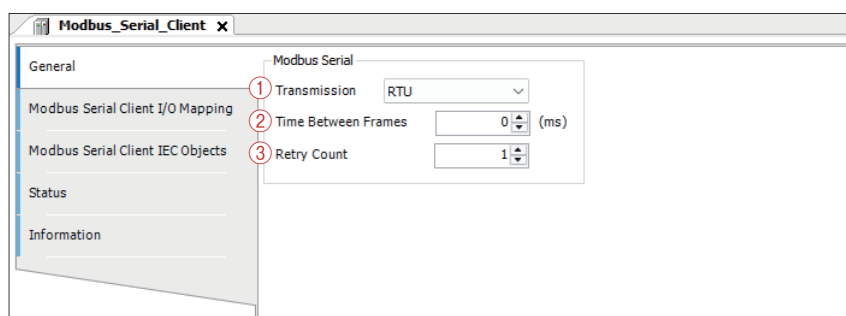 Modbus_Serial_Client X
General
Modbus Serial Client I/O Mapping
Modbus Serial Client IEC Objects
Status
Information
Modbus Serial
① Transmission RTU
② Time Between Frames 0 (ms)
③ Retry Count 1